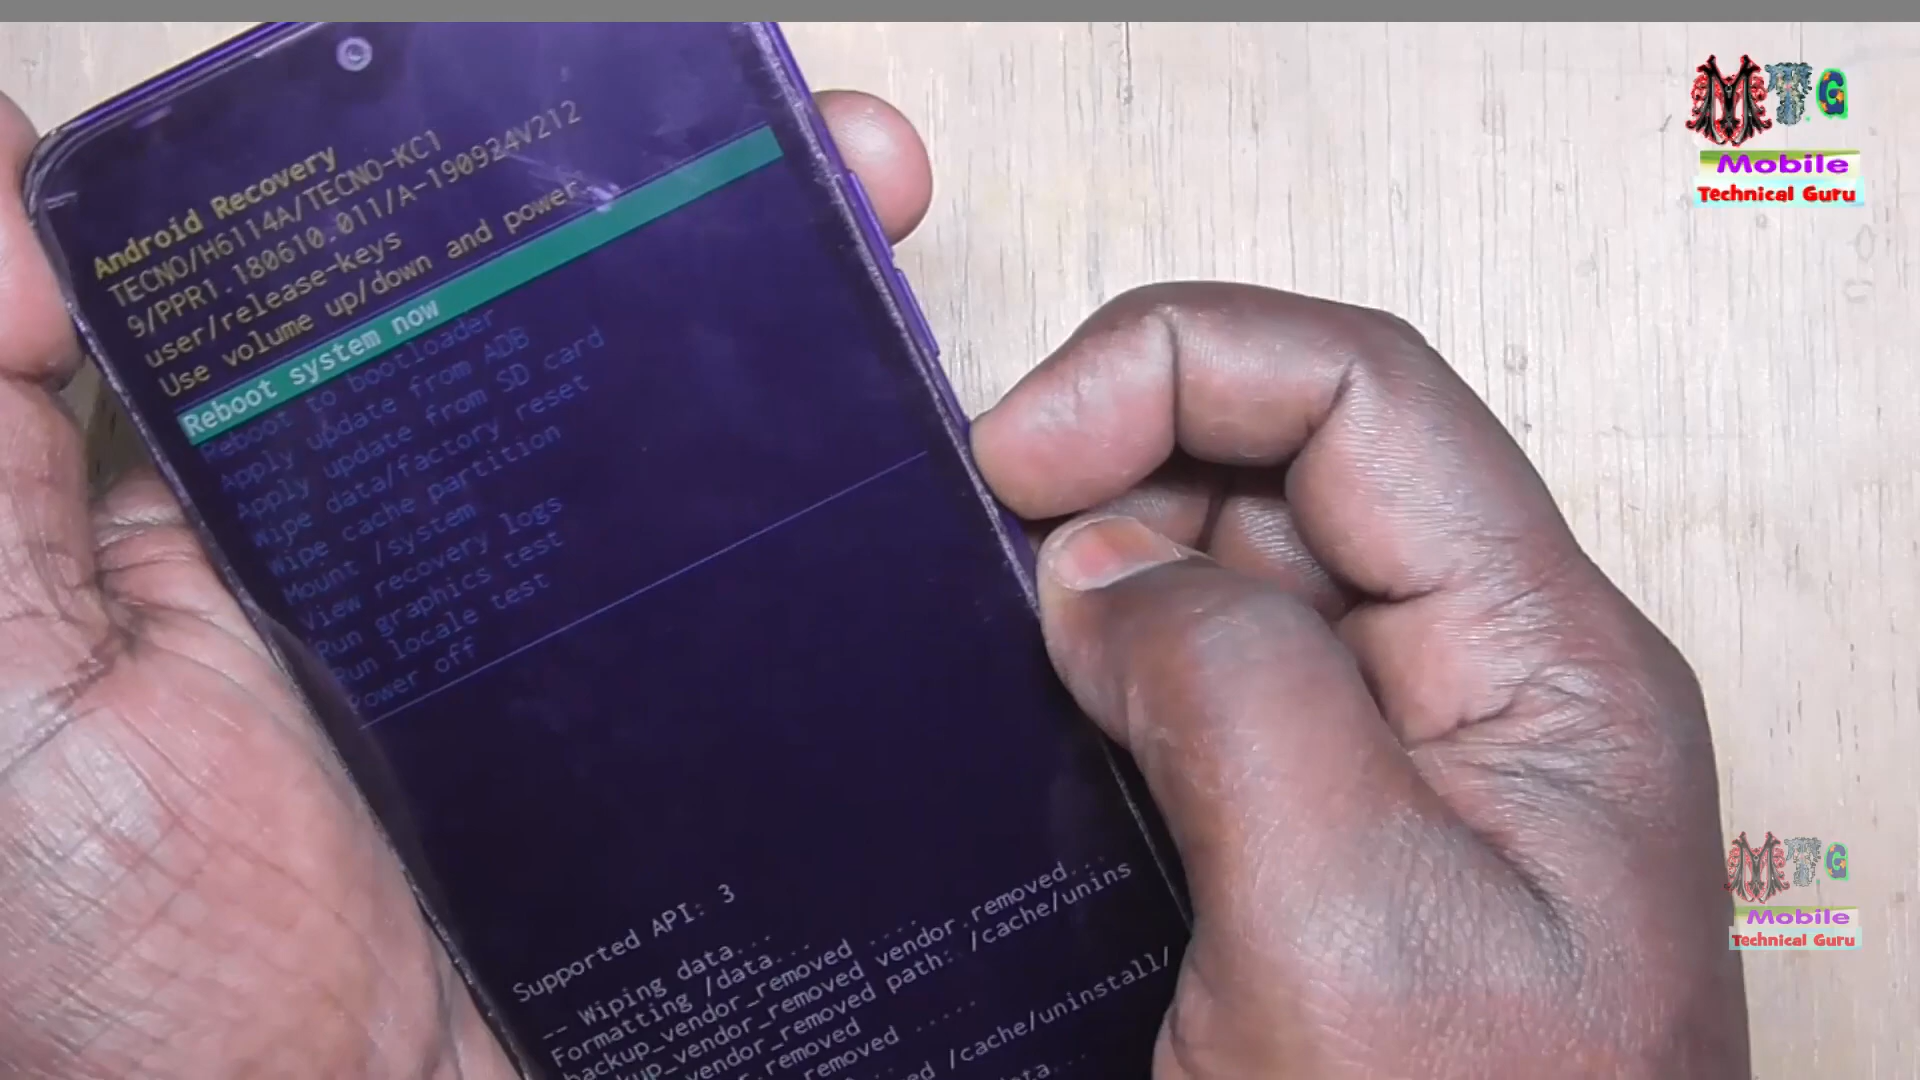 Android Recovery
TECNO/H6114A/TECNO-KC1
9/PPR1.180610.011/A-190924V212
user/release-keys
Use volume up/down and power.
Reboot system now
Reboot to bootloader
Apply update from ADB
Apply update from SD card
Wipe data/factory reset
Wipe cache partition
Mount /system
View recovery logs
Run graphics test
Run locale test
Power off
Supported API: 3
-- Wiping data...
Formatting /data...
backup_vendor_removed ....
vendor_removed vendor.removed...
vendor_removed path: /cache/unins
removed
removed .....
/cache/uninstall/
MTG
Mobile
Technical Guru
MTG
Mobile
Technical Guru